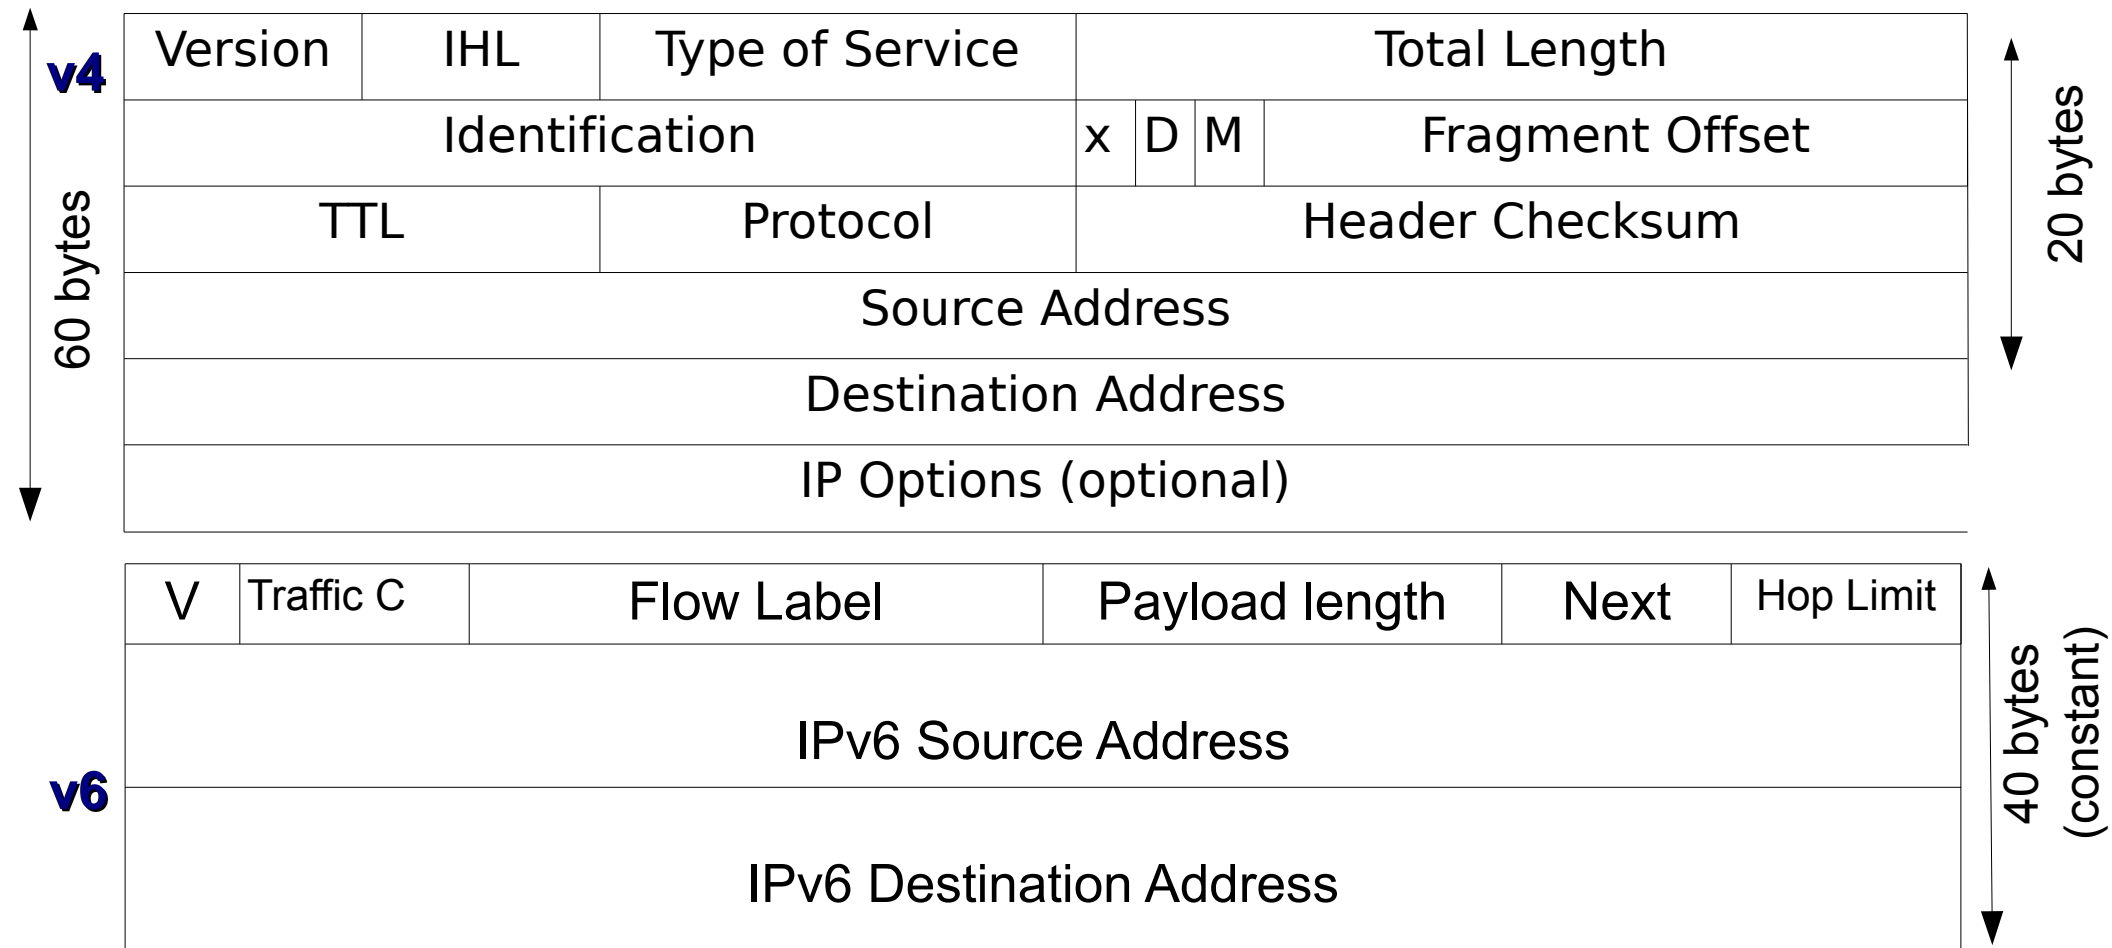 v4
Version IHL Type of Service Total Length
Identification x D M Fragment Offset
TTL Protocol Header Checksum
Source Address
Destination Address
IP Options (optional)
60 bytes
20 bytes
V Traffic C Flow Label Payload length Next Hop Limit
IPv6 Source Address
v6
IPv6 Destination Address
40 bytes
(constant)